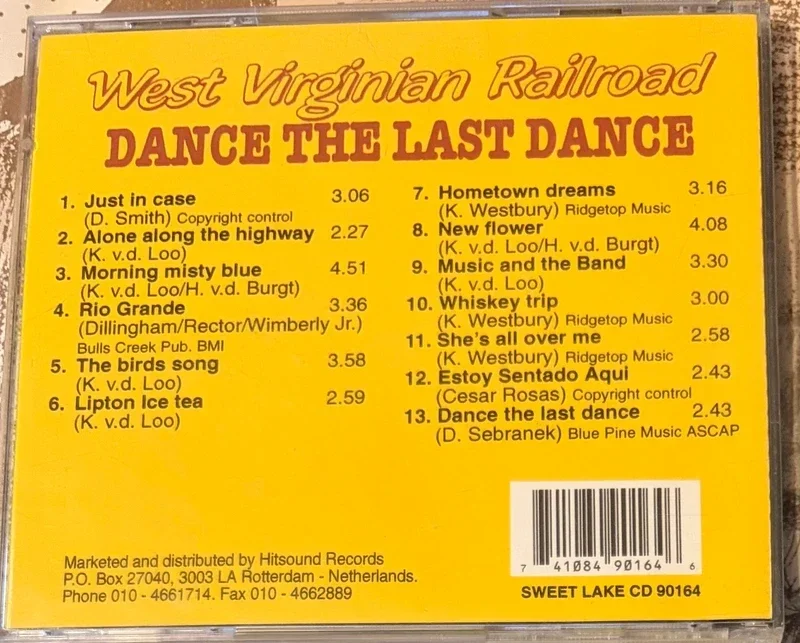 West Virginian Railroad
DANCE THE LAST DANCE
1. Just in case 3.06
(D. Smith) Copyright control
2. Alone along the highway 2.27
(K. v.d. Loo)
3. Morning misty blue 4.51
(K. v.d. Loo/H. v.d. Burgt)
4. Rio Grande 3.36
(Dillingham/Rector/Wimberly Jr.)
Bulls Creek Pub. BMI
5. The birds song 3.58
(K. v.d. Loo)
6. Lipton Ice tea 2.59
(K. v.d. Loo)
7. Hometown dreams 3.16
(K. Westbury) Ridgetop Music
8. New flower 4.08
(K. v.d. Loo/H. v.d. Burgt)
9. Music and the Band 3.30
(K. v.d. Loo)
10. Whiskey trip 3.00
(K. Westbury) Ridgetop Music
11. She's all over me 2.58
(K. Westbury) Ridgetop Music
12. Estoy Sentado Aqui 2.43
(Cesar Rosas) Copyright control
13. Dance the last dance 2.43
(D. Sebranek) Blue Pine Music ASCAP
Marketed and distributed by Hitsound Records
P.O. Box 27040, 3003 LA Rotterdam - Netherlands.
Phone 010 - 4661714. Fax 010 - 4662889
7 41084 90164 6
SWEET LAKE CD 90164